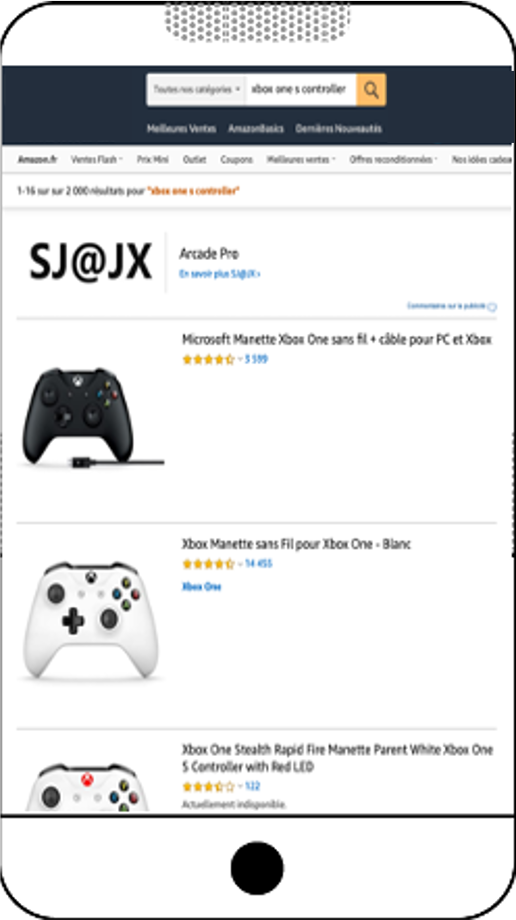 Toutes nos catégories xbox one s controller
Meilleures Ventes AmazonBasics Dernières Nouveautés
Amazon.fr Ventes Flash Prix Mini Outlet Coupons Meilleures ventes Offres reconditionnées Nos idées cadeau
1-16 sur sur 2 000 résultats pour "xbox one s controller"
SJ@JX
Arcade Pro
En savoir plus SJ@JX ›
Commentaires sur la publicité
Microsoft Manette Xbox One sans fil + câble pour PC et Xbox
3 599
Xbox Manette sans Fil pour Xbox One - Blanc
14 455
Xbox One
Xbox One Stealth Rapid Fire Manette Parent White Xbox One
S Controller with Red LED
122
Actuellement indisponible.